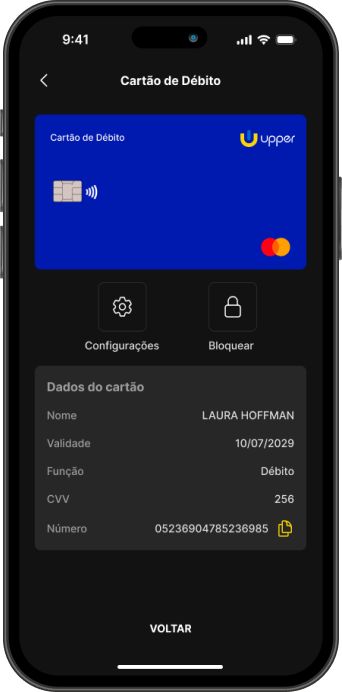 9:41
Cartão de Débito
Cartão de Débito
upper
Configurações
Bloquear
Dados do cartão
Nome LAURA HOFFMAN
Validade 10/07/2029
Função Débito
CVV 256
Número 05236904785236985
VOLTAR